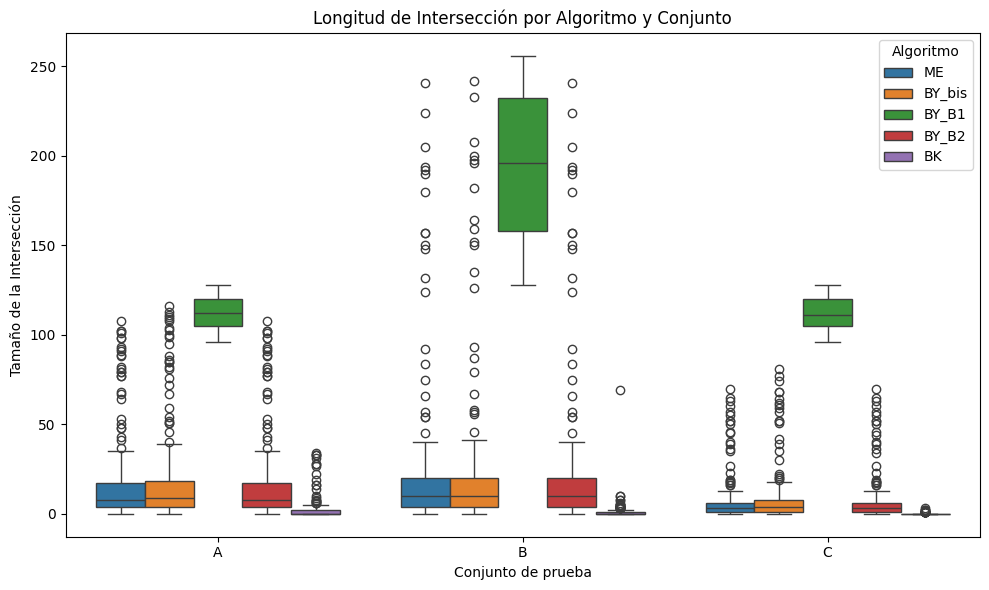 Longitud de Intersección por Algoritmo y Conjunto
Algoritmo
ME
BY_bis
BY_B1
BY_B2
BK
Tamaño de la Intersección
250
200
150
100
50
0
A
B
C
Conjunto de prueba